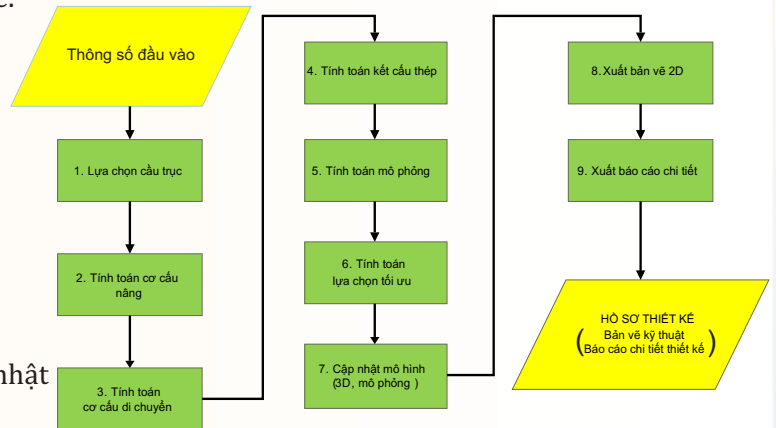 c.
Thông số đầu vào
1. Lựa chọn cầu trục
2. Tính toán cơ cấu
nâng
3. Tính toán
cơ cấu di chuyển
4. Tính toán kết cấu thép
5. Tính toán mô phỏng
6. Tính toán
lựa chọn tối ưu
7. Cập nhật mô hình
(3D, mô phỏng )
8. Xuất bản vẽ 2D
9. Xuất báo cáo chi tiết
HỒ SƠ THIẾT KẾ
( Bản vẽ kỹ thuật
Báo cáo chi tiết thiết kế )
nhật